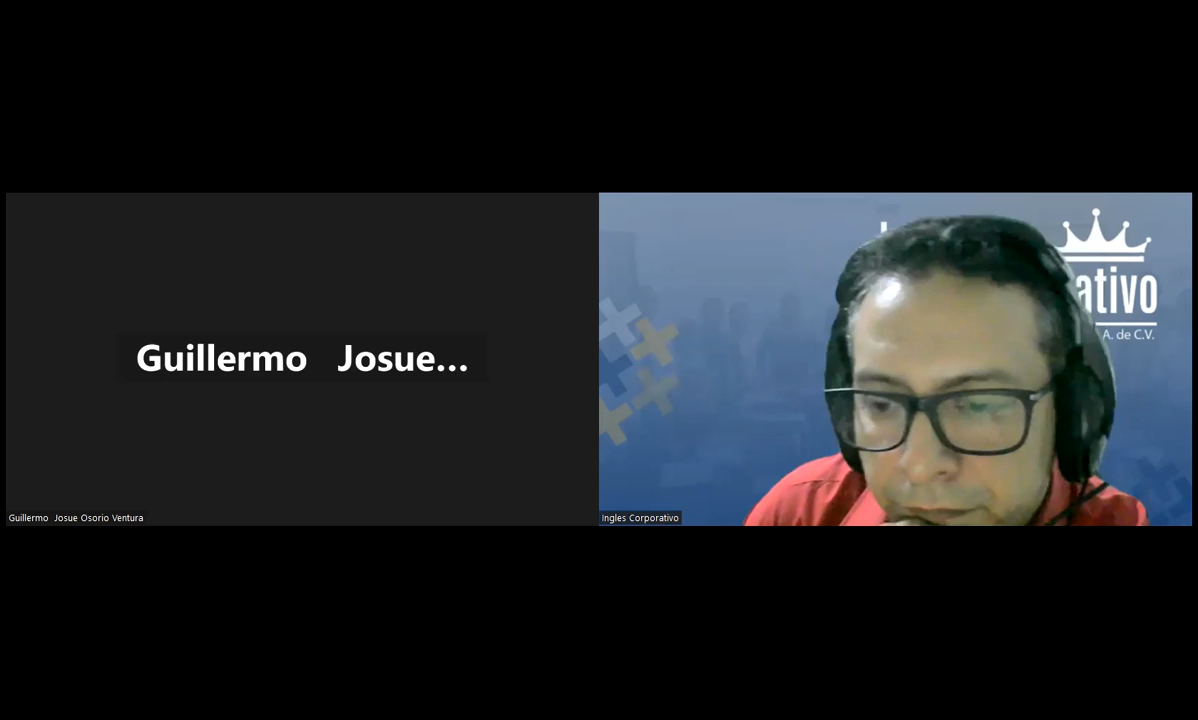 Guillermo Josue...
Guillermo Josue Osorio Ventura
ativo
A. de C.V.
Ingles Corporativo